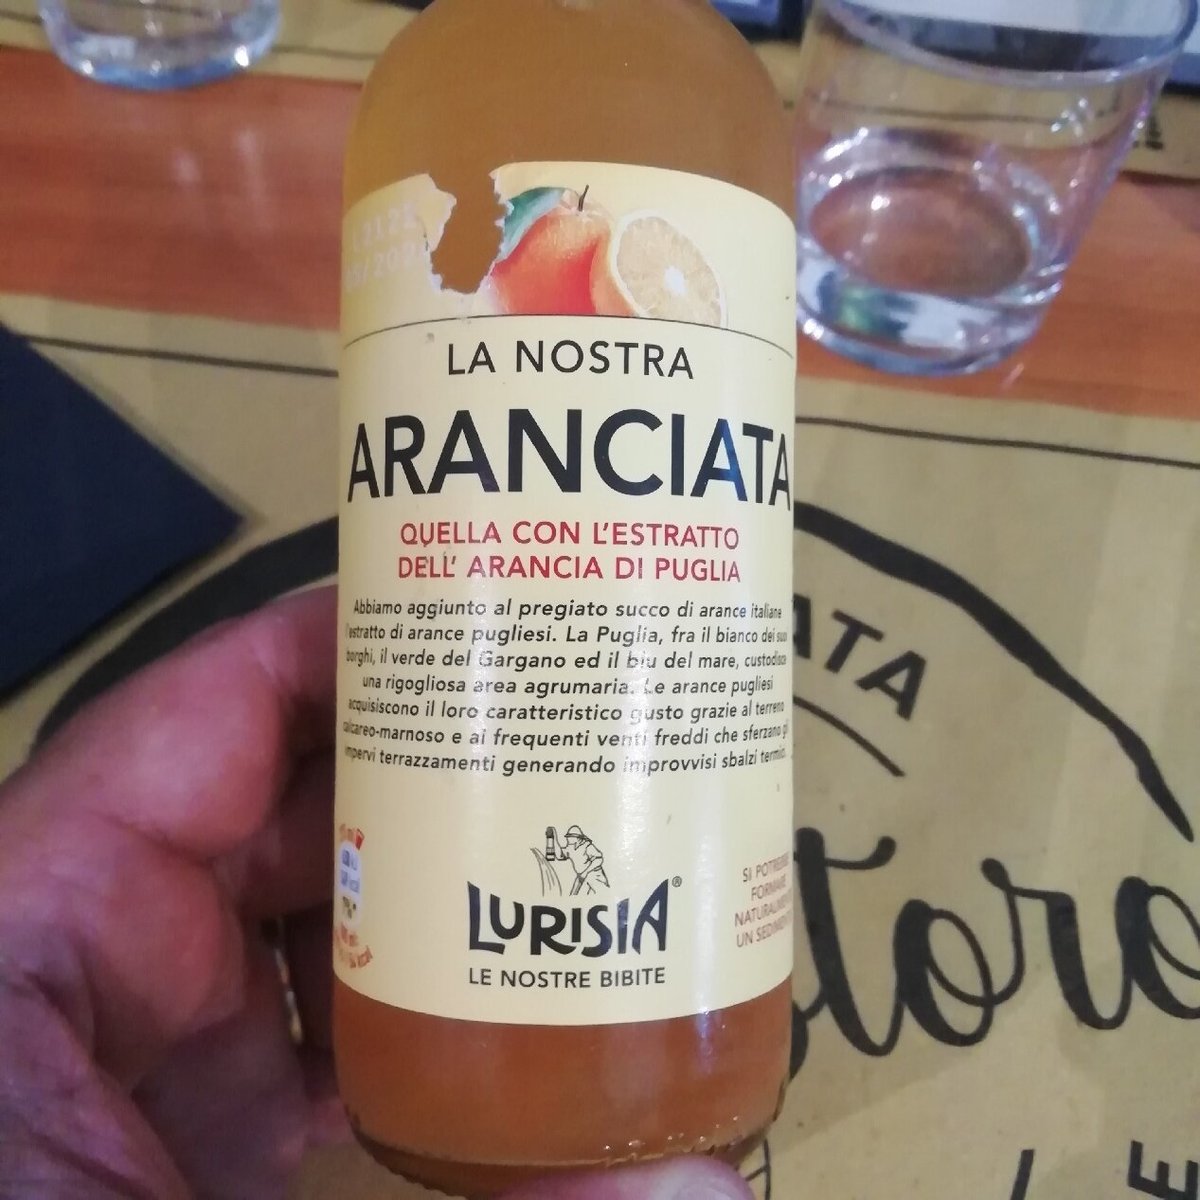 LA NOSTRA
ARANCIATA
QUELLA CON L'ESTRATTO
DELL' ARANCIA DI PUGLIA
Abbiamo aggiunto al pregiato succo di arance italiane
l'estratto di arance pugliesi. La Puglia, fra il bianco dei suoi
borghi, il verde del Gargano ed il blu del mare, custodisce
una rigogliosa area agrumaria. Le arance pugliesi
acquisiscono il loro caratteristico gusto grazie al terreno
calcareo-marnoso e ai frequenti venti freddi che sferzano gli
impervi terrazzamenti generando improvvisi sbalzi termici.
LURISIA®
LE NOSTRE BIBITE
SI POTREBBE
FORMARE
NATURALMENTE
UN SEDIMENTO
ATA
toro
E